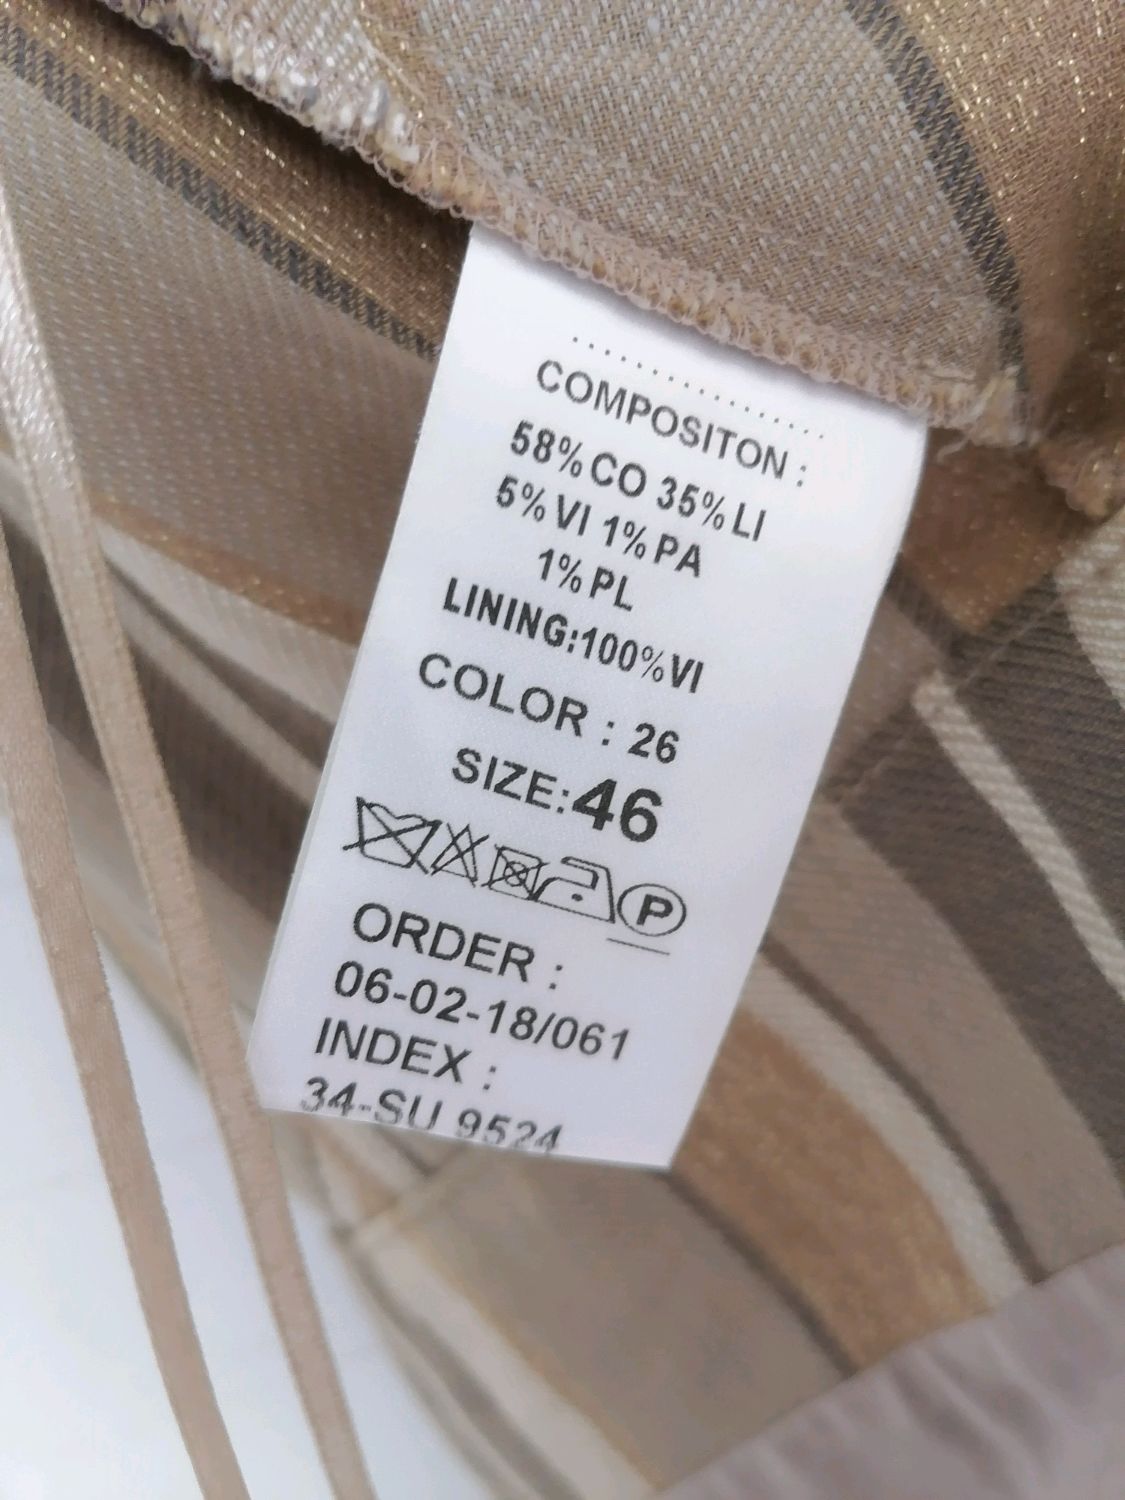 COMPOSITON :
58% CO 35% LI
5% VI 1% PA
1% PL
LINING:100%VI
COLOR : 26
SIZE:46
P
ORDER :
06-02-18/061
INDEX :
34-SU 9524